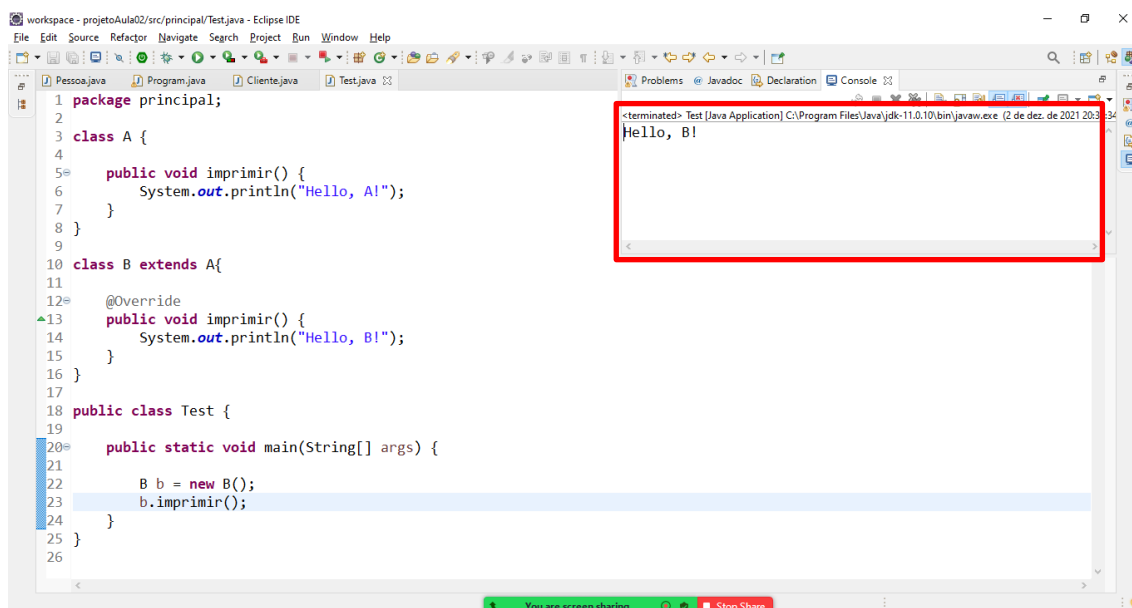 workspace - projetoAula02/src/principal/Test.java - Eclipse IDE
File Edit Source Refactor Navigate Search Project Run Window Help
Pessoa.java Program.java Cliente.java Test.java
Problems @ Javadoc Declaration Console
<terminated> Test [Java Application] C:\Program Files\Java\jdk-11.0.10\bin\javaw.exe (2 de dez. de 2021
Hello, B!
1 package principal;
2
3 class A {
4
5 public void imprimir() {
6 System.out.println("Hello, A!");
7 }
8 }
9
10 class B extends A{
11
12 @Override
13 public void imprimir() {
14 System.out.println("Hello, B!");
15 }
16 }
17
18 public class Test {
19
20 public static void main(String[] args) {
21
22 B b = new B();
23 b.imprimir();
24 }
25 }
26
You are screen sharing Stop Share